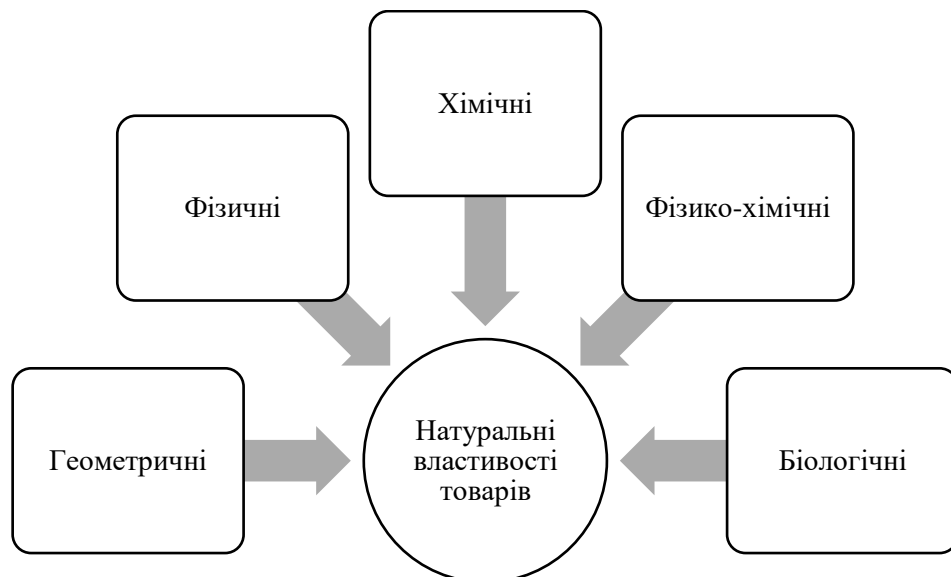 Хімічні
Фізичні
Фізико-хімічні
Геометричні
Натуральні
властивості
товарів
Біологічні